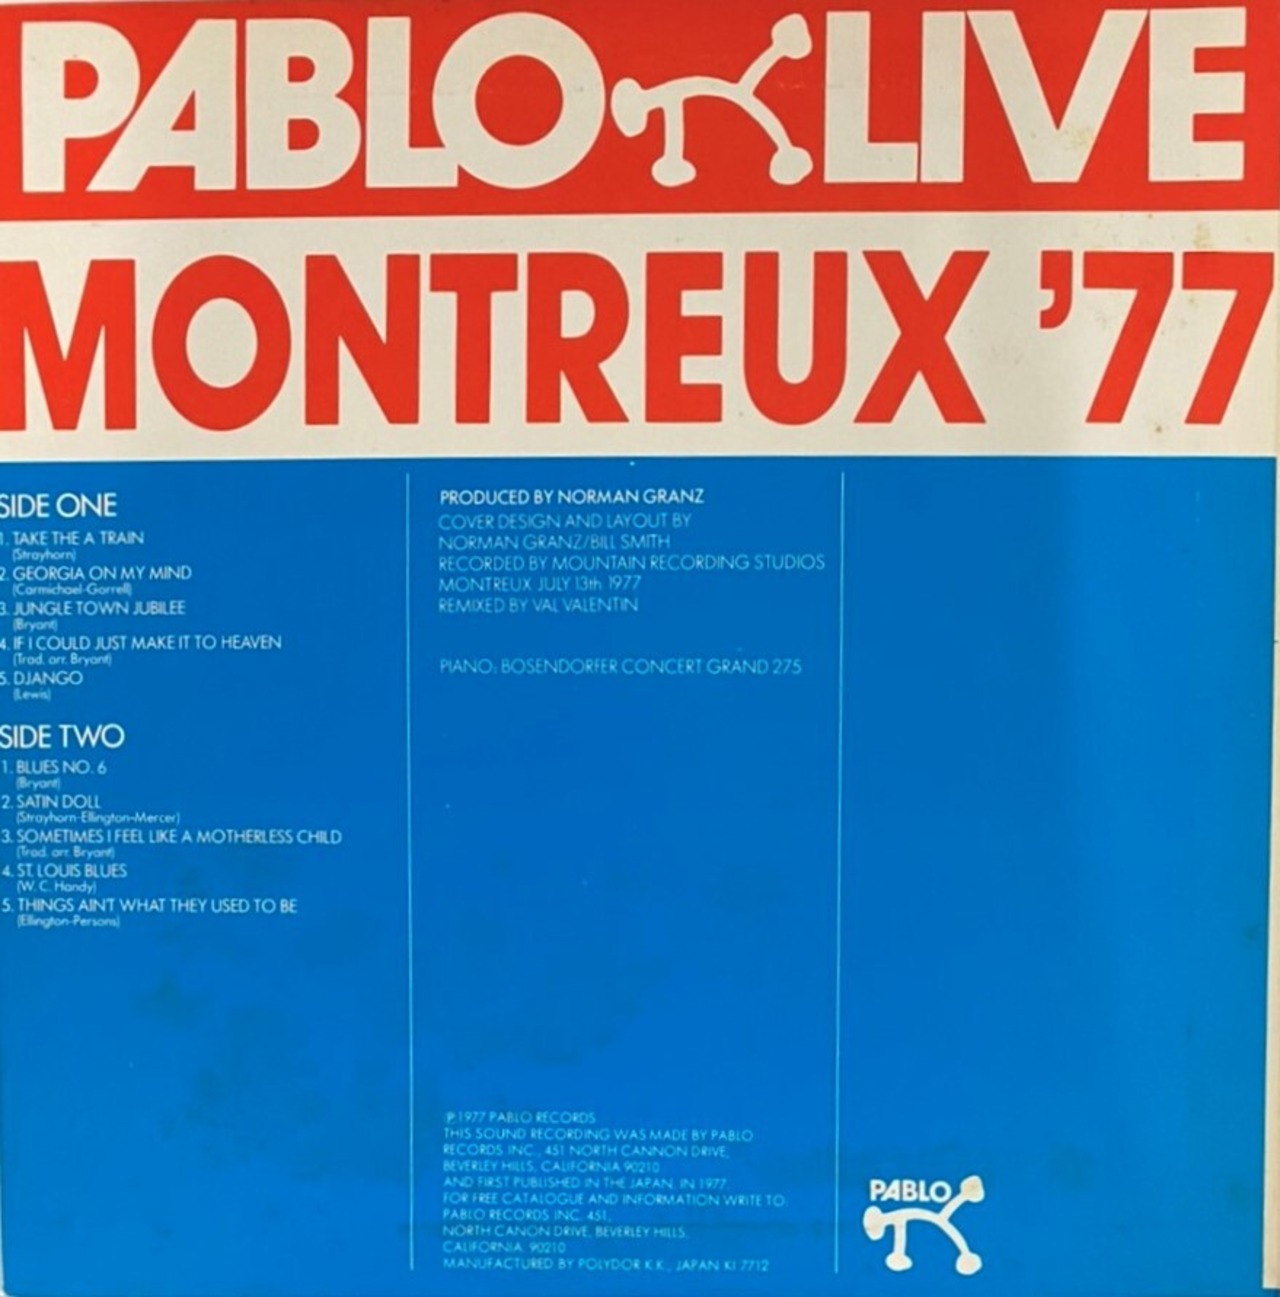 PABLO LIVE
MONTREUX '77
SIDE ONE
1. TAKE THE A TRAIN
(Strayhorn)
2. GEORGIA ON MY MIND
(Carmichael-Gorrell)
3. JUNGLE TOWN JUBILEE
(Bryant)
4. IF I COULD JUST MAKE IT TO HEAVEN
(Trad. arr. Bryant)
5. DJANGO
(Lewis)
SIDE TWO
1. BLUES NO. 6
(Bryant)
2. SATIN DOLL
(Strayhorn-Ellington-Mercer)
3. SOMETIMES I FEEL LIKE A MOTHERLESS CHILD
(Trad. arr. Bryant)
4. ST. LOUIS BLUES
(W. C. Handy)
5. THINGS AIN'T WHAT THEY USED TO BE
(Ellington-Persons)
PRODUCED BY NORMAN GRANZ
COVER DESIGN AND LAYOUT BY
NORMAN GRANZ/BILL SMITH
RECORDED BY MOUNTAIN RECORDING STUDIOS
MONTREUX JULY 13th 1977
REMIXED BY VAL VALENTIN
PIANO: BOSENDORFER CONCERT GRAND 275
℗ 1977 PABLO RECORDS
THIS SOUND RECORDING WAS MADE BY PABLO
RECORDS INC., 451 NORTH CANNON DRIVE,
BEVERLEY HILLS, CALIFORNIA 90210
AND FIRST PUBLISHED IN THE JAPAN. IN 1977.
FOR FREE CATALOGUE AND INFORMATION WRITE TO:
PABLO RECORDS INC. 451,
NORTH CANON DRIVE, BEVERLEY HILLS,
CALIFORNIA. 90210
MANUFACTURED BY POLYDOR K.K., JAPAN KI 7712
PABLO